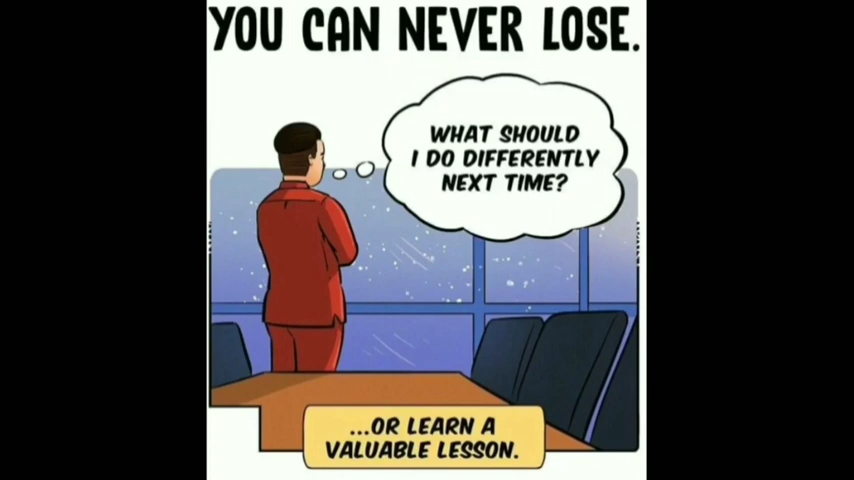 YOU CAN NEVER LOSE.
WHAT SHOULD
I DO DIFFERENTLY
NEXT TIME?
...OR LEARN A
VALUABLE LESSON.